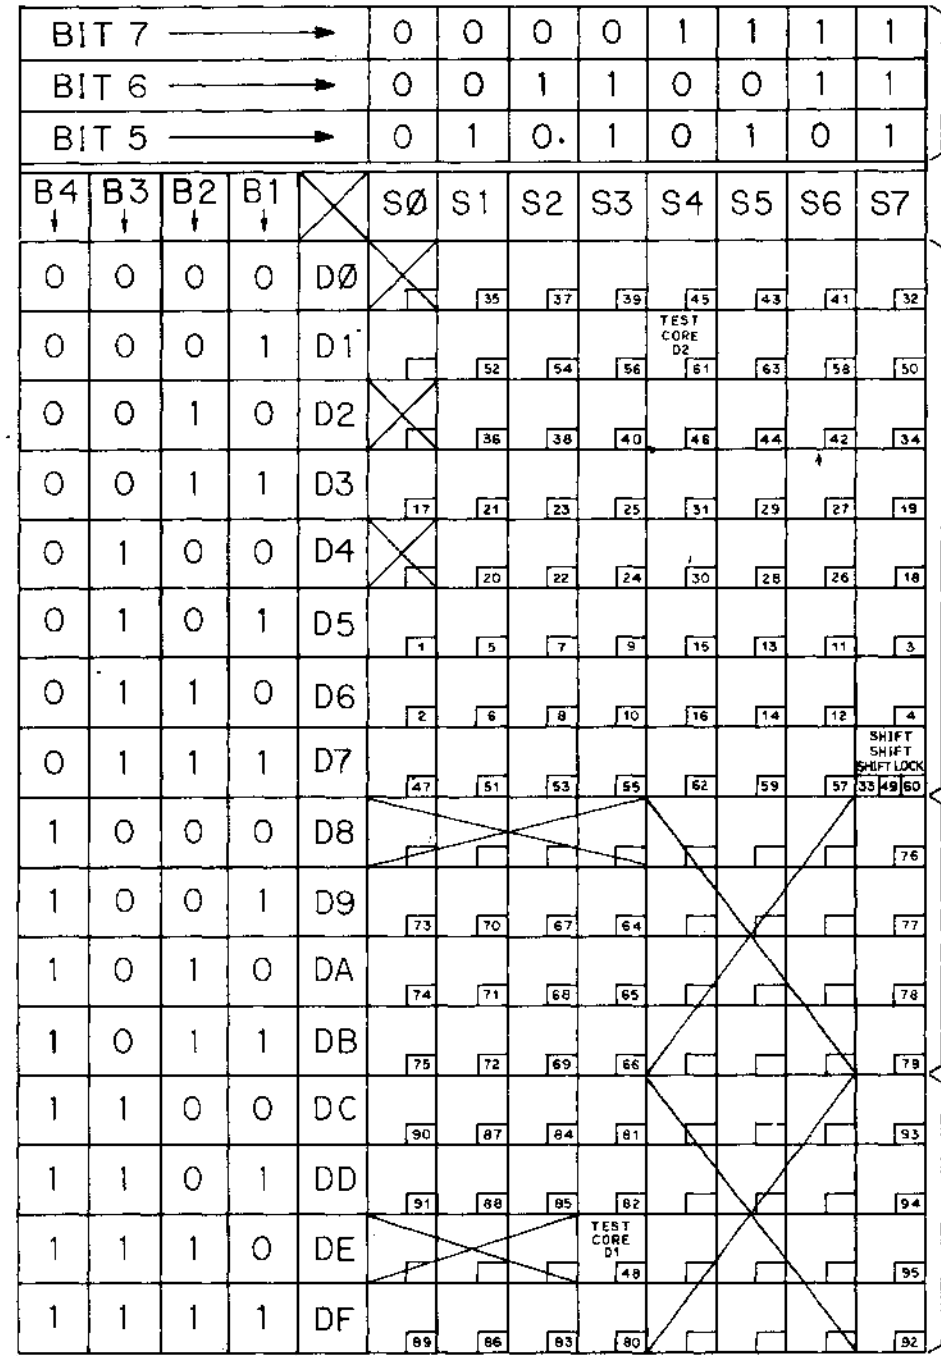 BIT 7 0 0 0 0 1 1 1 1
BIT 6 0 0 1 1 0 0 1 1
BIT 5 0 1 0. 1 0 1 0 1
B4 B3 B2 B1 SØ S1 S2 S3 S4 S5 S6 S7
0 0 0 0 DØ 35 37 39 45 43 41 32
TEST
CORE
D2
0 0 0 1 D1 52 54 56 61 63 58 50
0 0 1 0 D2 36 38 40 46 44 42 34
0 0 1 1 D3 17 21 23 25 31 29 27 19
0 1 0 0 D4 20 22 24 30 28 26 18
0 1 0 1 D5 1 5 7 9 15 13 11 3
0 1 1 0 D6 2 6 8 10 16 14 12 4
SHIFT
SHIFT
SHIFT LOCK
0 1 1 1 D7 47 51 53 55 62 59 57 33 49 60
1 0 0 0 D8 76
1 0 0 1 D9 73 70 67 64 77
1 0 1 0 DA 74 71 68 65 78
1 0 1 1 DB 75 72 69 66 79
1 1 0 0 DC 90 87 84 81 93
1 1 0 1 DD 91 88 85 82 94
TEST
CORE
D1
1 1 1 0 DE 48 95
1 1 1 1 DF 89 86 83 80 92